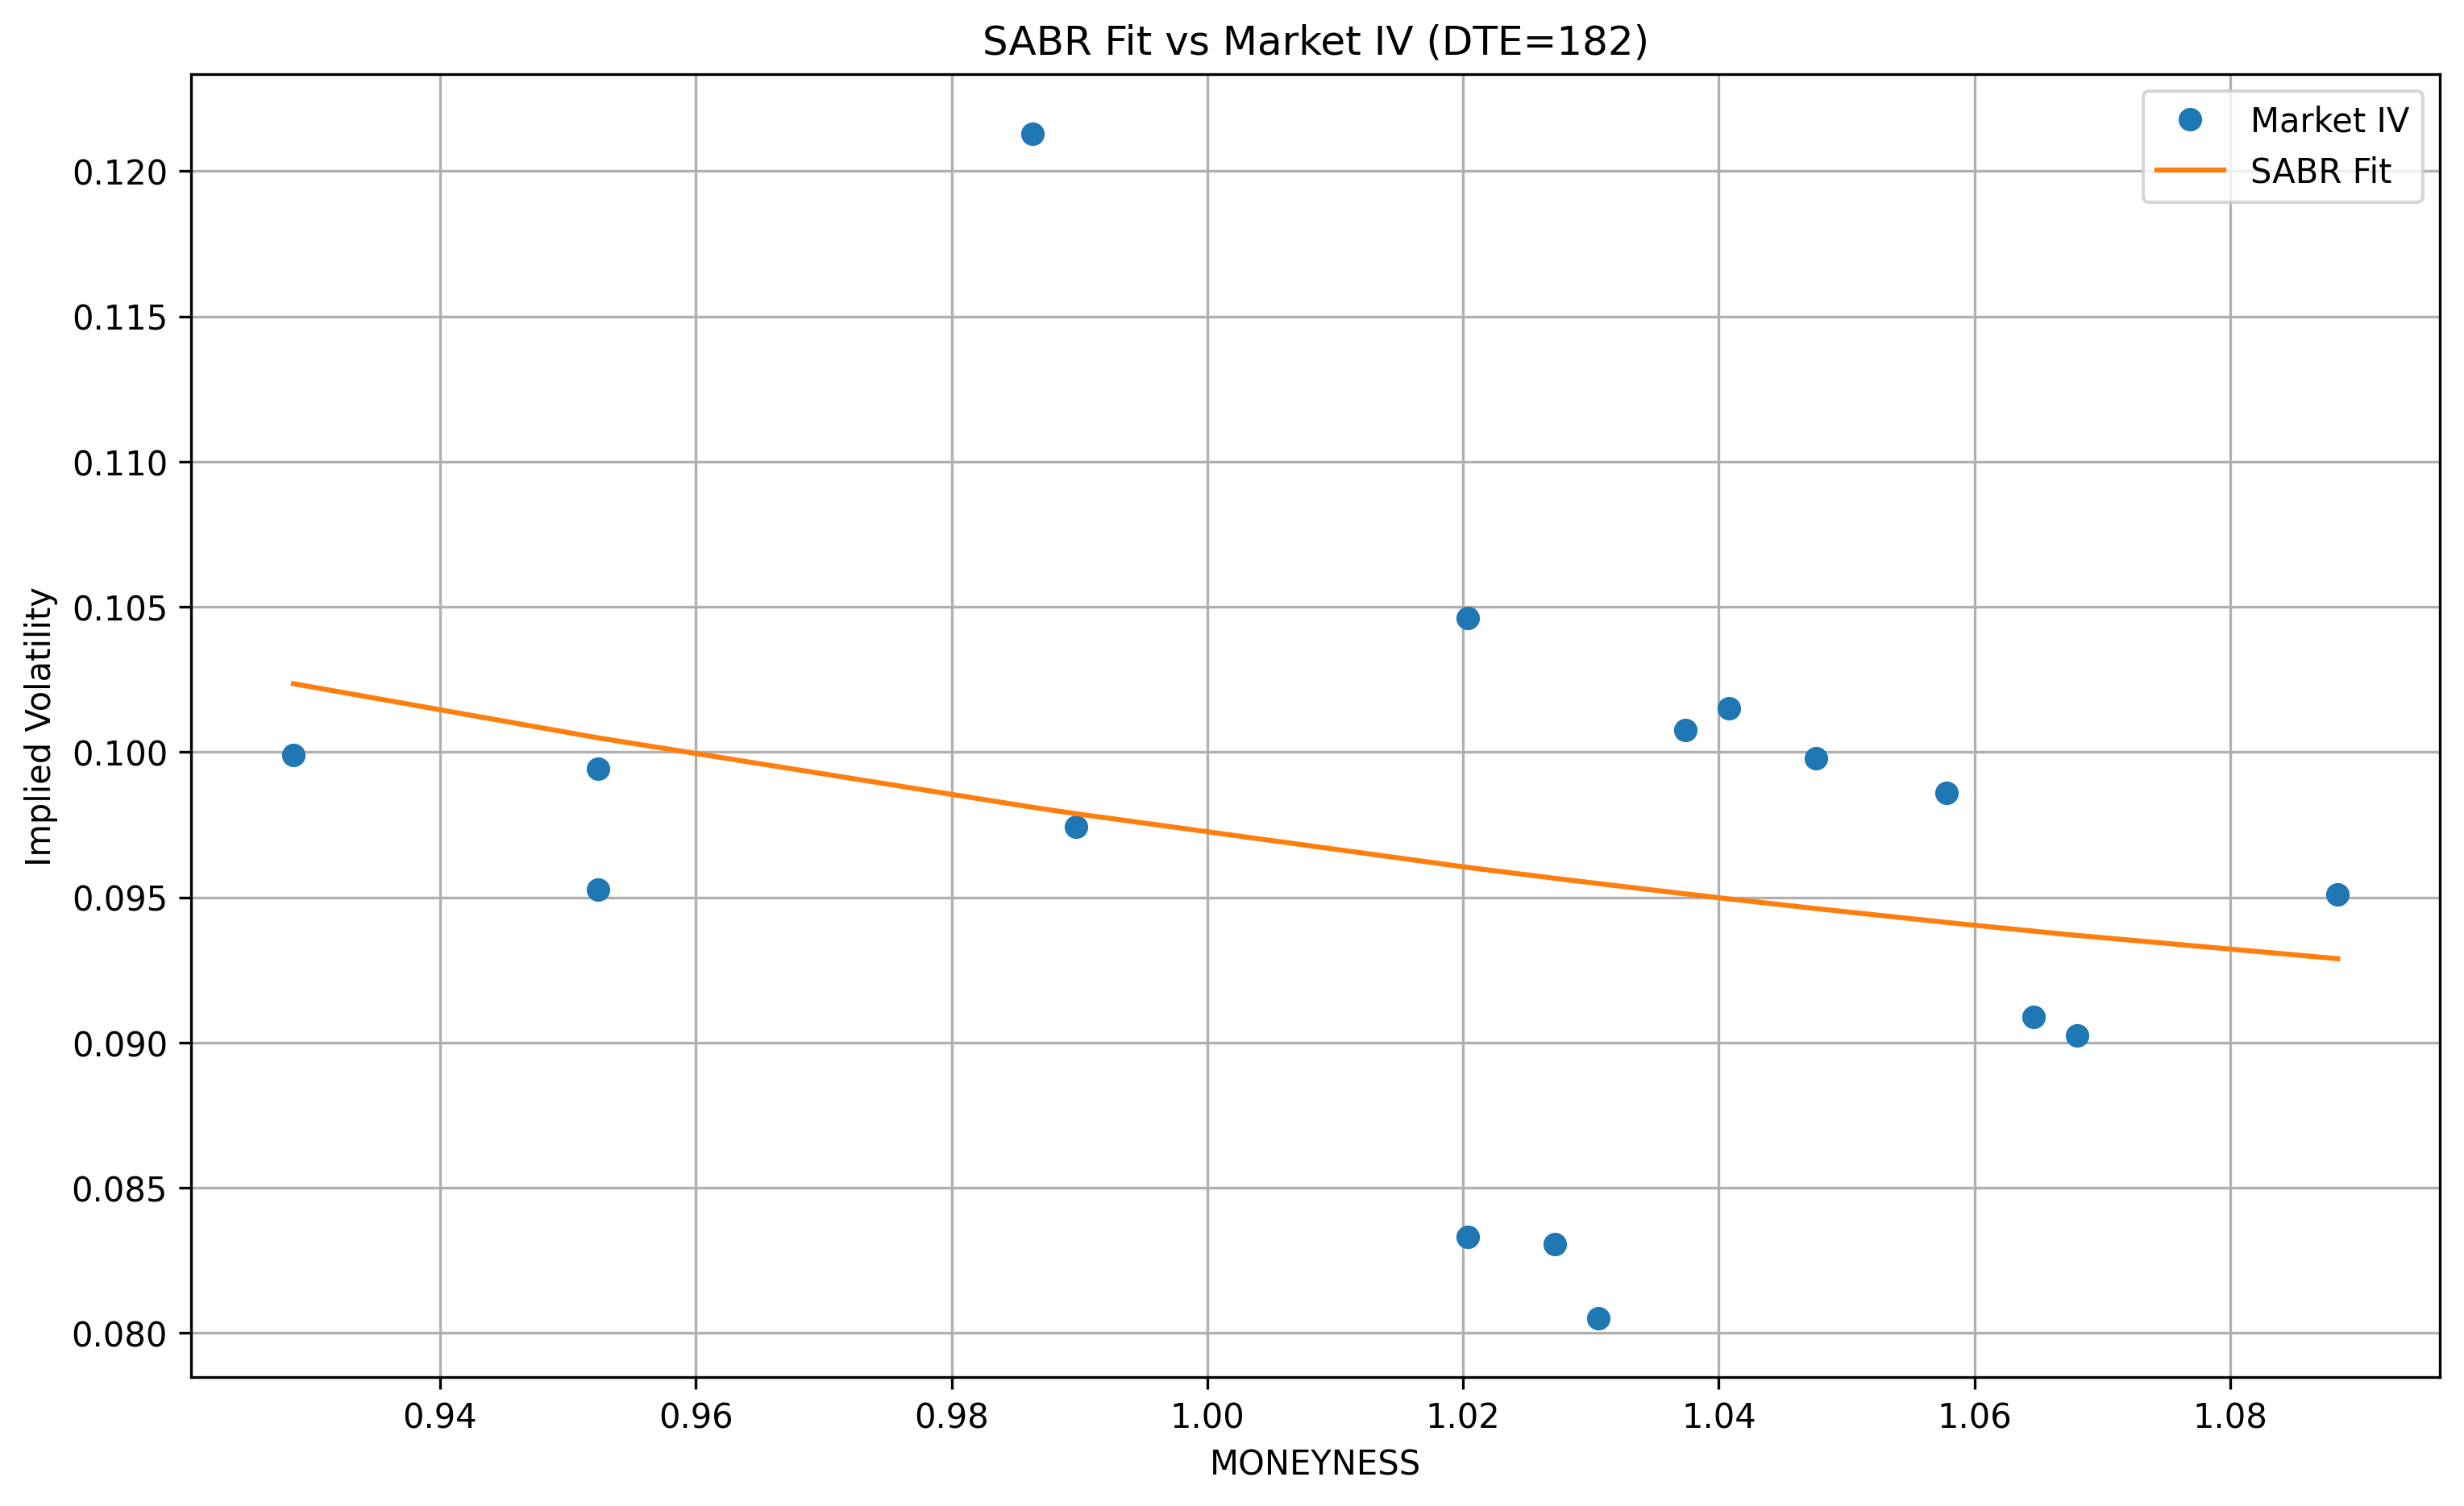 SABR Fit vs Market IV (DTE=182)
Market IV
SABR Fit
0.120
0.115
0.110
0.105
0.100
0.095
0.090
0.085
0.080
Implied Volatility
0.94 0.96 0.98 1.00 1.02 1.04 1.06 1.08
MONEYNESS